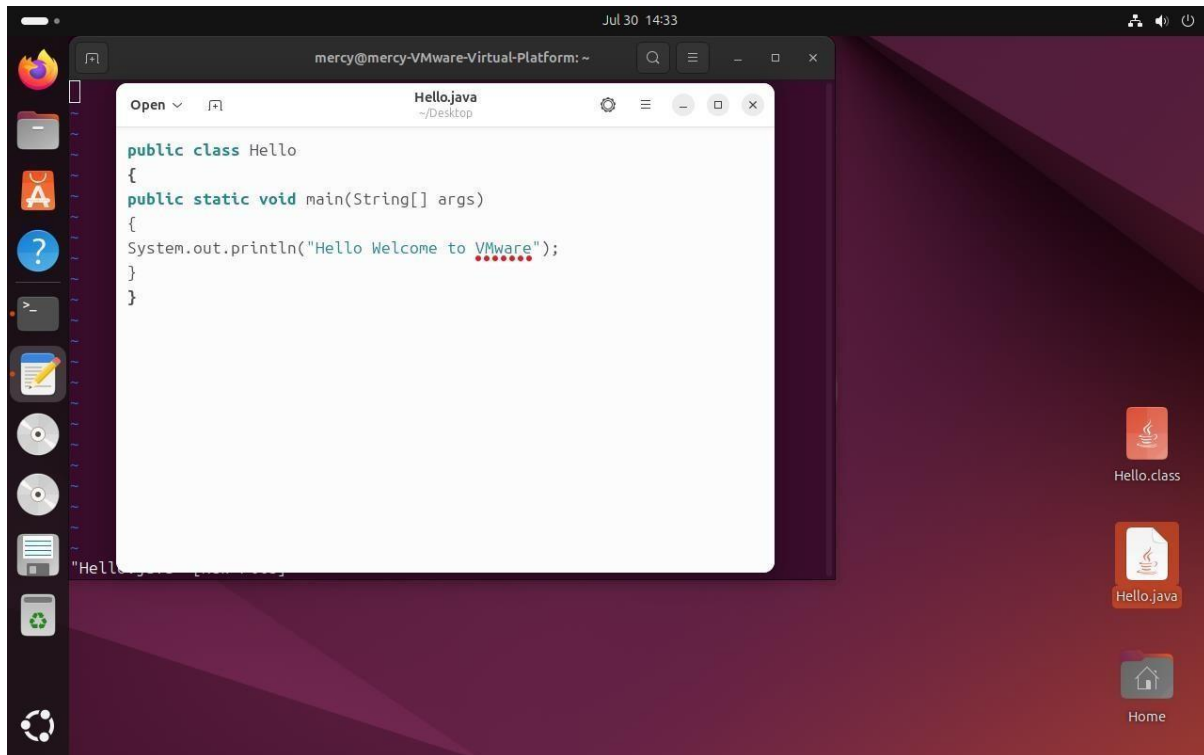 Jul 30 14:33
mercy@mercy-VMware-Virtual-Platform: ~
Open
Hello.java
~/Desktop
public class Hello
{
public static void main(String[] args)
{
System.out.println("Hello Welcome to VMware");
}
}
"Hell
Hello.class
Hello.java
Home